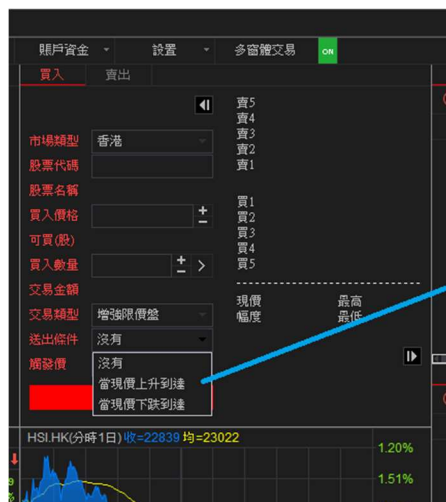 賬戶資金 設置 多窗體交易 ON
買入 賣出
市場類型 香港
股票代碼
股票名稱
買入價格 +
−
可買(股)
買入數量 +
− >
交易金額
交易類型 增強限價盤
送出條件 沒有
觸發價
沒有
當現價上升到達
當現價下跌到達
賣5
賣4
賣3
賣2
賣1
買1
買2
買3
買4
買5
現價 最高
幅度 最低
HSI.HK(分時1日) 收=22839 均=23022
1.20%
1.51%